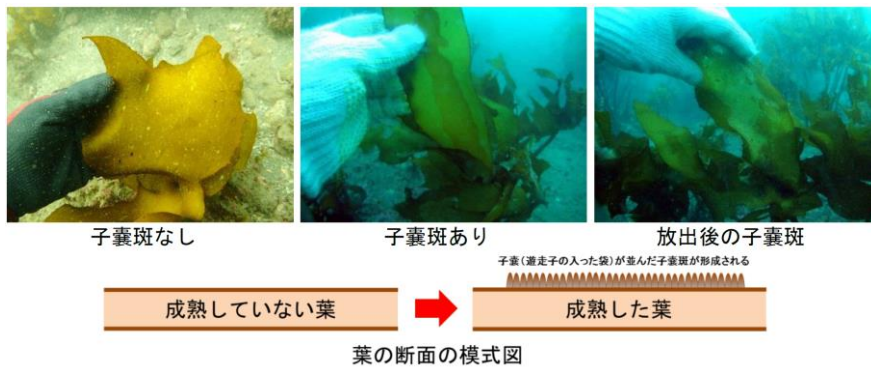 子嚢斑なし
子嚢斑あり
放出後の子嚢斑
子嚢(遊走子の入った袋)が並んだ子嚢斑が形成される
成熟していない葉
成熟した葉
葉の断面の模式図